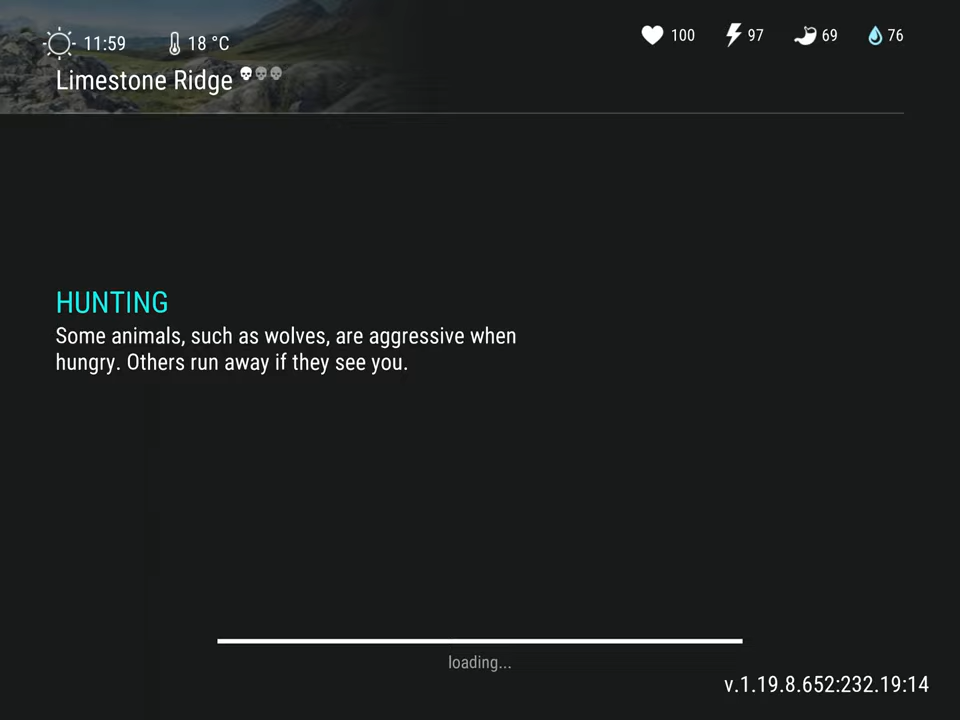 11:59 18 °C
100 97 69 76
Limestone Ridge
HUNTING
Some animals, such as wolves, are aggressive when
hungry. Others run away if they see you.
loading...
v.1.19.8.652:232.19:14